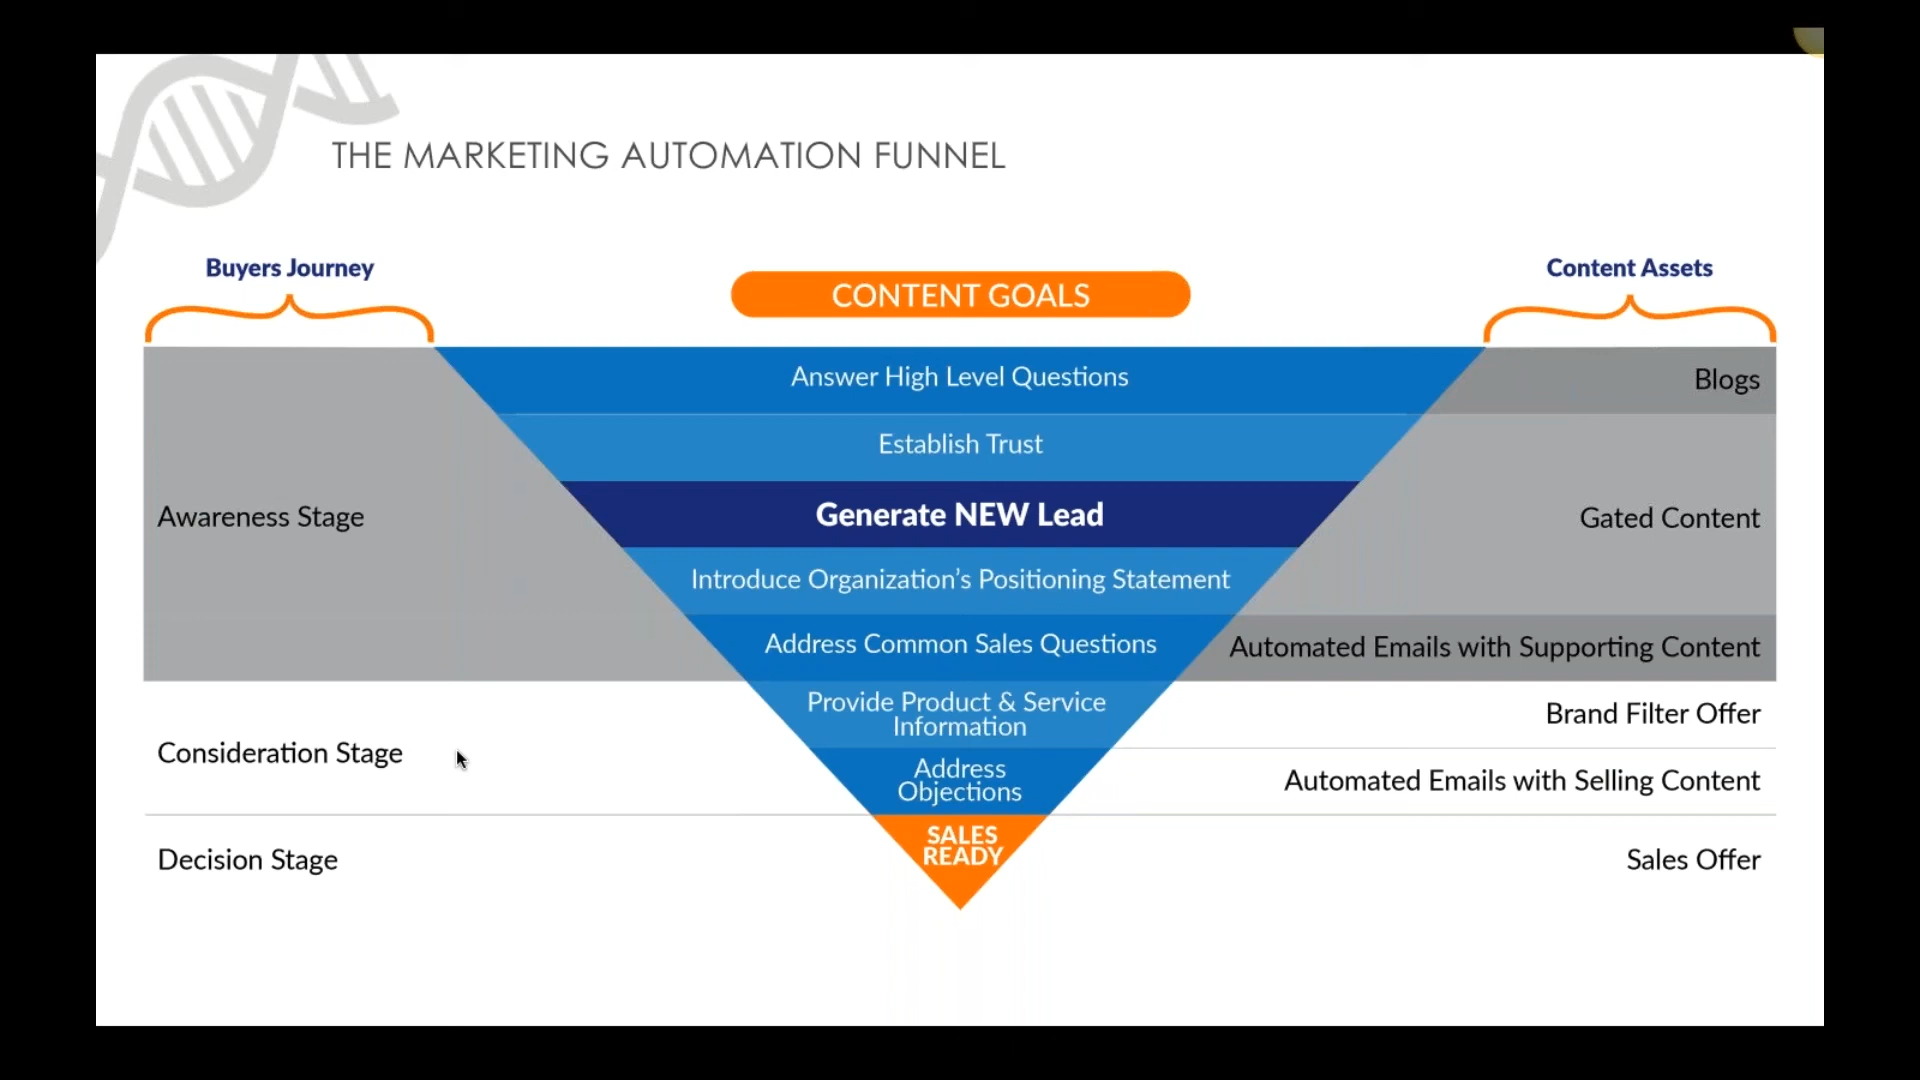 THE MARKETING AUTOMATION FUNNEL
Buyers Journey
CONTENT GOALS
Content Assets
Answer High Level Questions
Blogs
Establish Trust
Awareness Stage
Generate NEW Lead
Gated Content
Introduce Organization’s Positioning Statement
Address Common Sales Questions
Automated Emails with Supporting Content
Provide Product & Service
Information
Brand Filter Offer
Consideration Stage
Address
Objections
Automated Emails with Selling Content
SALES
READY
Decision Stage
Sales Offer